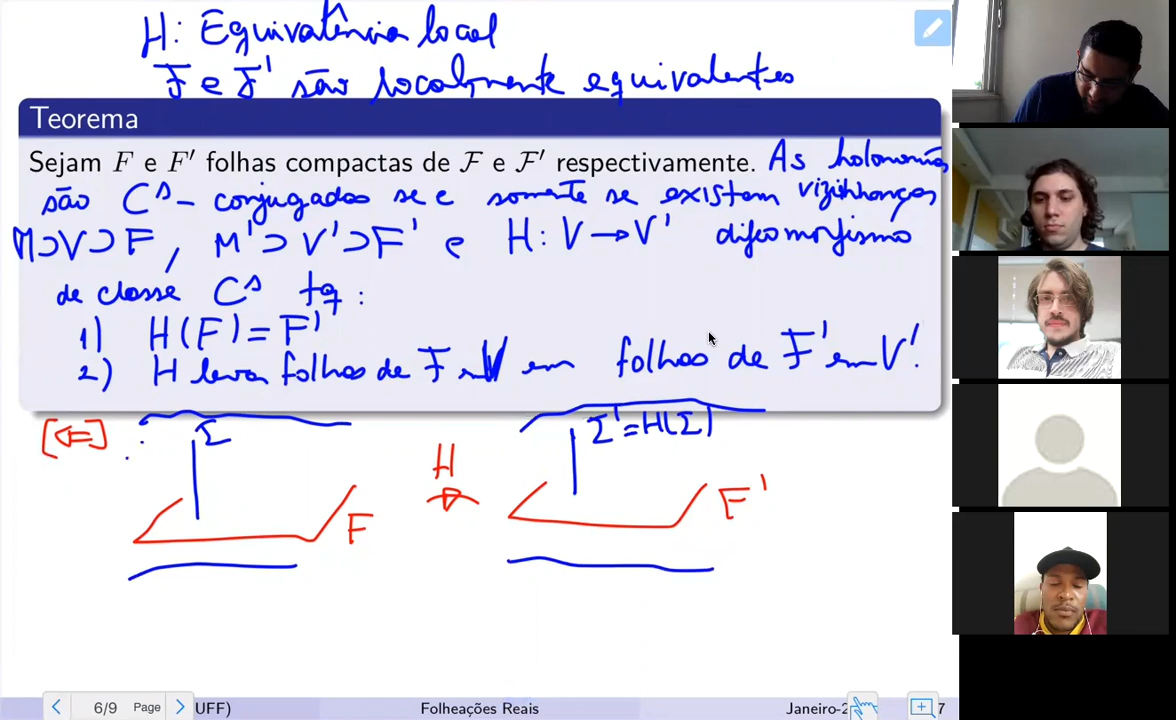 H: Equivalência local
F e F' são localmente equivalentes
Teorema
Sejam F e F' folhas compactas de F e F' respectivamente. As holonomias
são C^s - conjugadas se e somente se existem vizinhanças
M⊃V⊃F, M'⊃V'⊃F' e H: V→V' difeomorfismo
de classe C^s tq:
1) H(F)=F'
2) H leva folhas de F em V em folhas de F' em V'.
[⇐]
Σ
Σ'=H(Σ)
H
F
F'
6/9 Page
UFF)
Folheações Reais
Janeiro-2
7